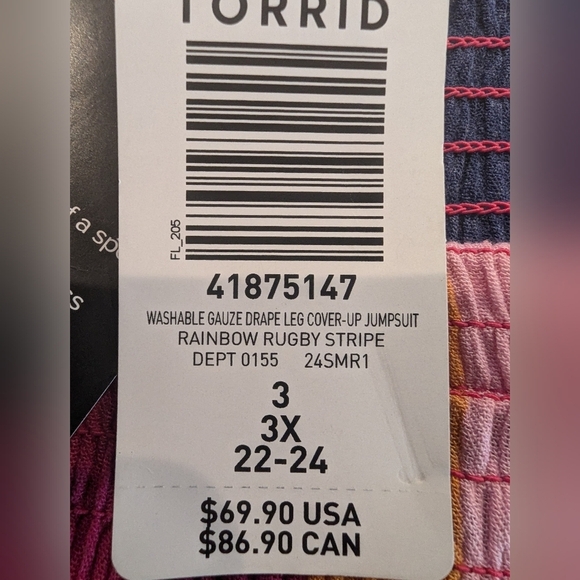 TORRID
FL_205
41875147
WASHABLE GAUZE DRAPE LEG COVER-UP JUMPSUIT
RAINBOW RUGBY STRIPE
DEPT 0155 24SMR1
3
3X
22-24
$69.90 USA
$86.90 CAN
of a